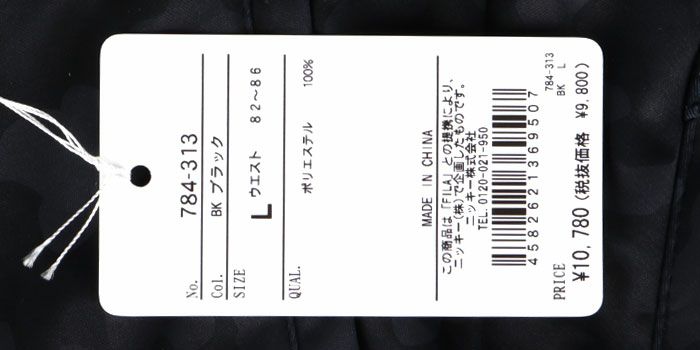 No. 784-313
Col. BK ブラック
SIZE L ウエスト 82～86
QUAL. ポリエステル 100%
MADE IN CHINA
この商品は「FILA」との提携により、
ニッキー(株)で企画したものです。
ニッキー株式会社
TEL.0120-021-950
4582621369507
784-313
BK L
PRICE ¥10,780(税抜価格 ¥9,800)